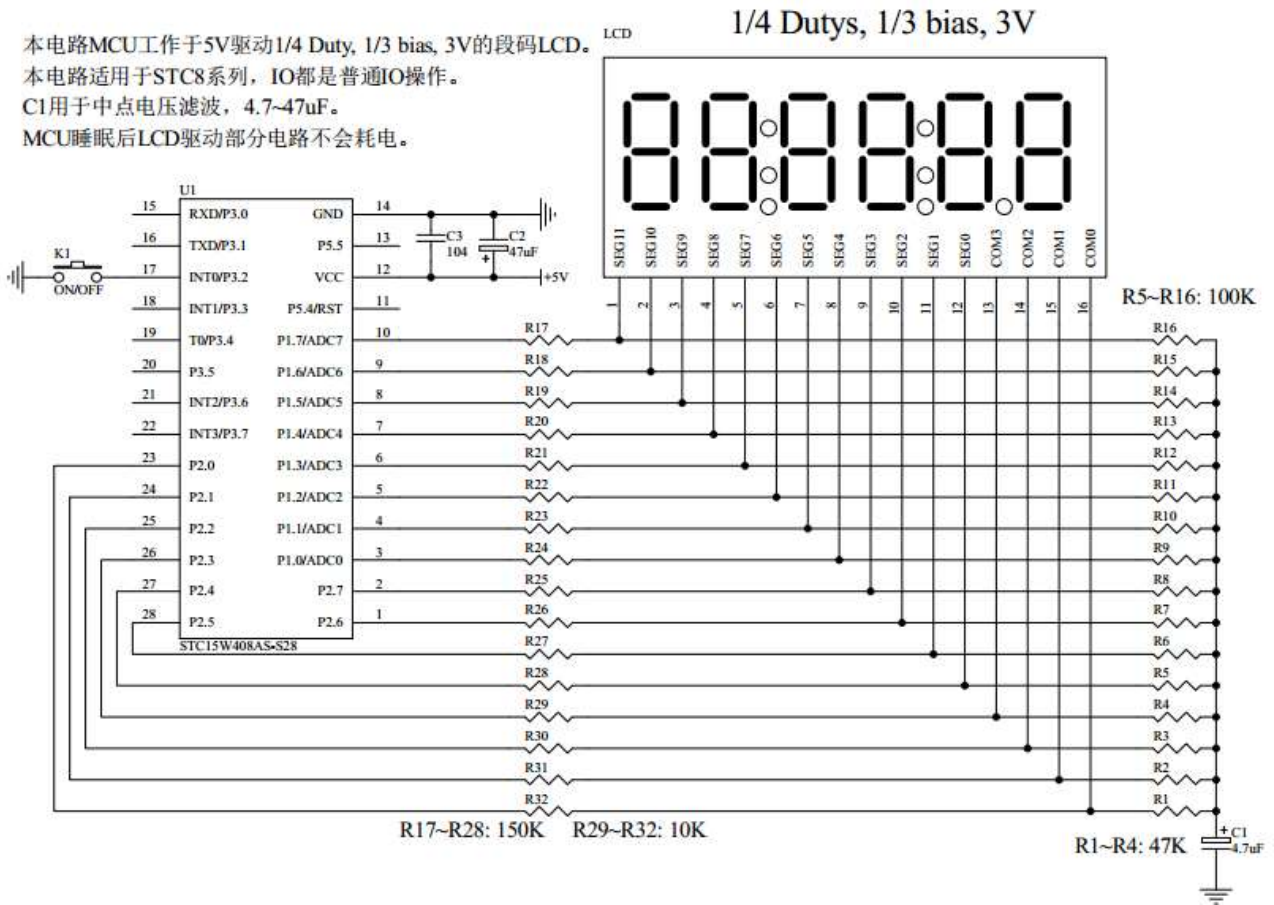 1/4 Dutys, 1/3 bias, 3V
本电路MCU工作于5V驱动1/4 Duty, 1/3 bias, 3V的段码LCD。
本电路适用于STC8系列，IO都是普通IO操作。
C1用于中点电压滤波，4.7~47uF。
MCU睡眠后LCD驱动部分电路不会耗电。
LCD
SEG11 SEG10 SEG9 SEG8 SEG7 SEG6 SEG5 SEG4 SEG3 SEG2 SEG1 SEG0 COM3 COM2 COM1 COM0
1 2 3 4 5 6 7 8 9 10 11 12 13 14 15 16
U1
15 RXD/P3.0 GND 14
16 TXD/P3.1 P5.5 13
17 INT0/P3.2 VCC 12
18 INT1/P3.3 P5.4/RST 11
19 T0/P3.4 P1.7/ADC7 10
20 P3.5 P1.6/ADC6 9
21 INT2/P3.6 P1.5/ADC5 8
22 INT3/P3.7 P1.4/ADC4 7
23 P2.0 P1.3/ADC3 6
24 P2.1 P1.2/ADC2 5
25 P2.2 P1.1/ADC1 4
26 P2.3 P1.0/ADC0 3
27 P2.4 P2.7 2
28 P2.5 P2.6 1
STC15W408AS-S28
K1
ON/OFF
C3
104
C2
47uF
+
+5V
R5~R16: 100K
R17 R16
R18 R15
R19 R14
R20 R13
R21 R12
R22 R11
R23 R10
R24 R9
R25 R8
R26 R7
R27 R6
R28 R5
R29 R4
R30 R3
R31 R2
R32 R1
R17~R28: 150K R29~R32: 10K
R1~R4: 47K
+ C1
4.7uF